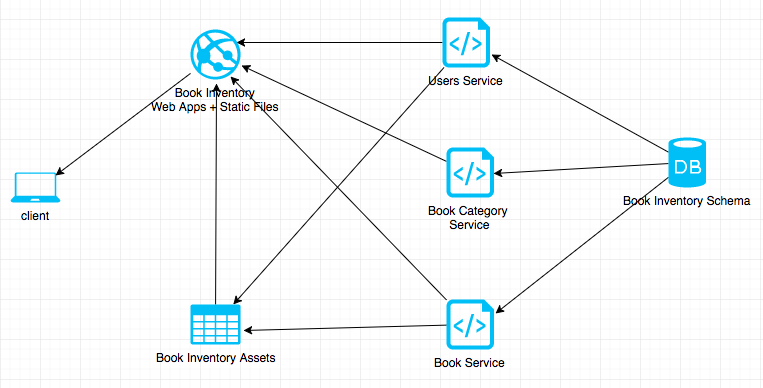 </>
Users Service
Book Inventory
Web Apps + Static Files
</>
DB
client
Book Category
Service
Book Inventory Schema
</>
Book Inventory Assets
Book Service